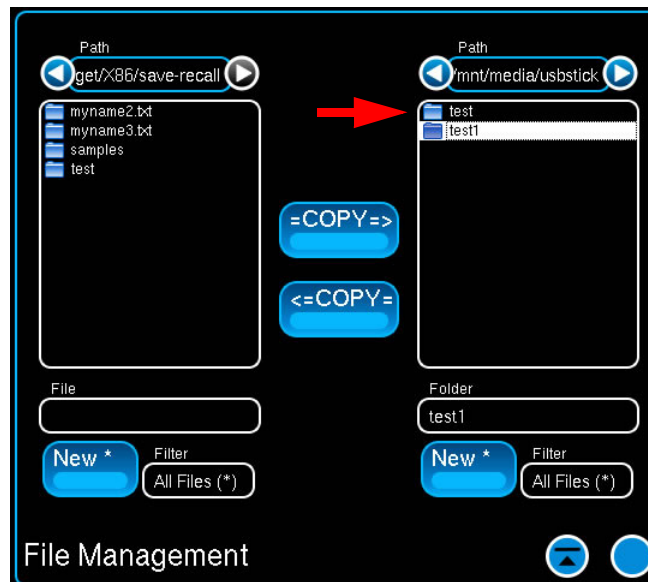 Path
get/X86/save-recall
myname2.txt
myname3.txt
samples
test
File
New *
Filter
All Files (*)
=COPY=>
<=COPY=
Path
/mnt/media/usbstick
test
test1
Folder
test1
New *
Filter
All Files (*)
File Management